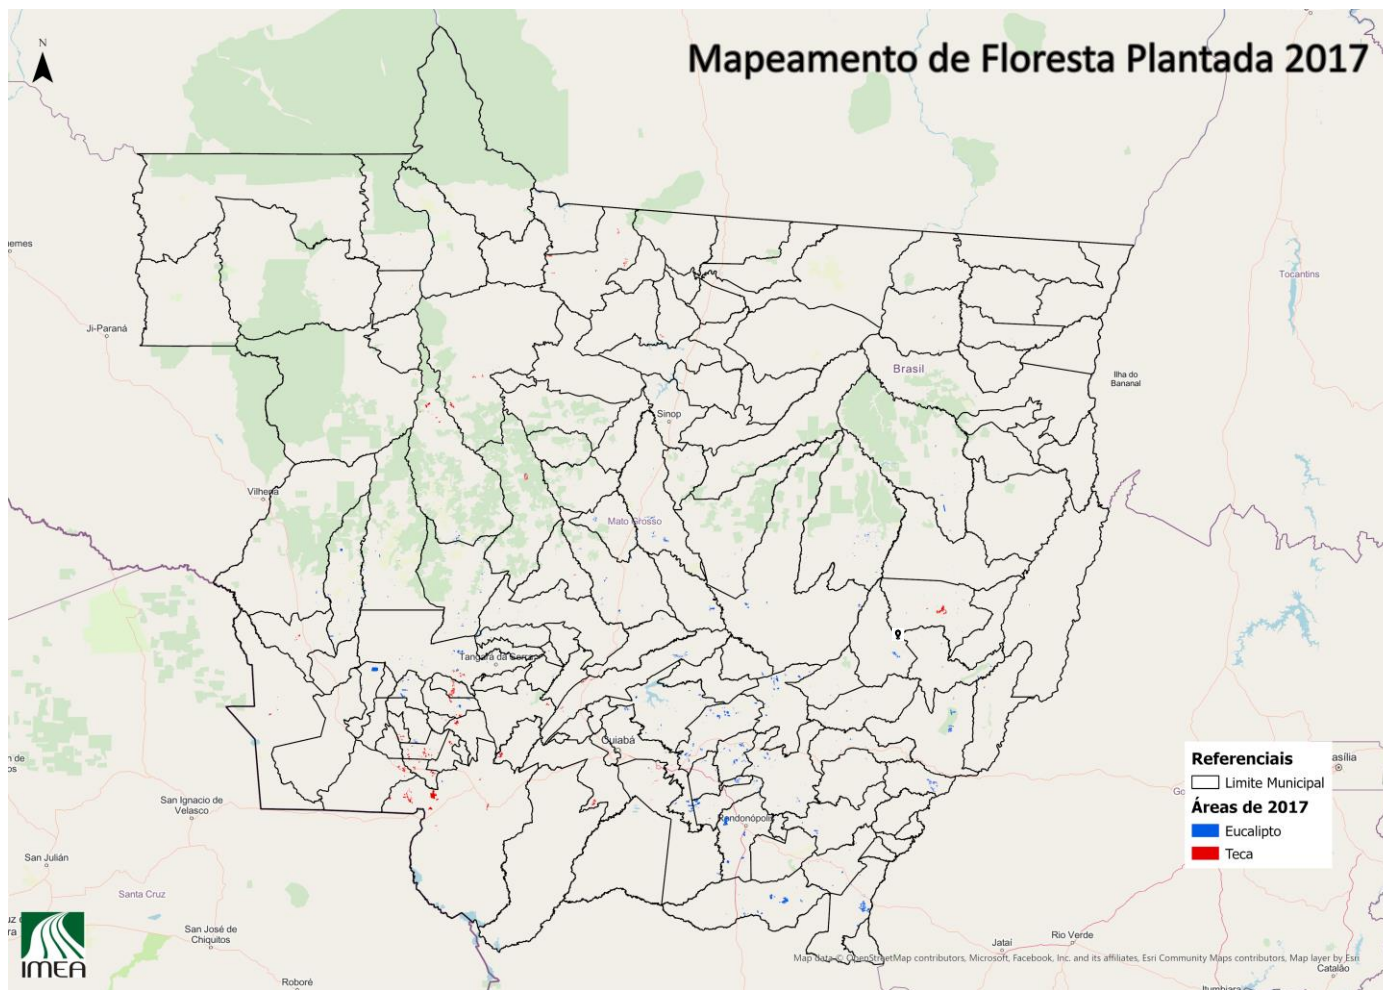 Mapeamento de Floresta Plantada 2017
N
Tocantins
Ji-Paraná
Brasil
Ilha do
Bananal
Sinop
Vilhena
Mato Grosso
Tangará da Serra
Cuiabá
Referenciais
Limite Municipal
Áreas de 2017
Eucalipto
Teca
San Ignacio de
Velasco
Rondonópolis
San Julián
Santa Cruz
San José de
Chiquitos
Roboré
Jataí
Rio Verde
Catalão
Itumbiara
IMEA
Map data © OpenStreetMap contributors, Microsoft, Facebook, Inc. and its affiliates, Esri Community Maps contributors, Map layer by Esri